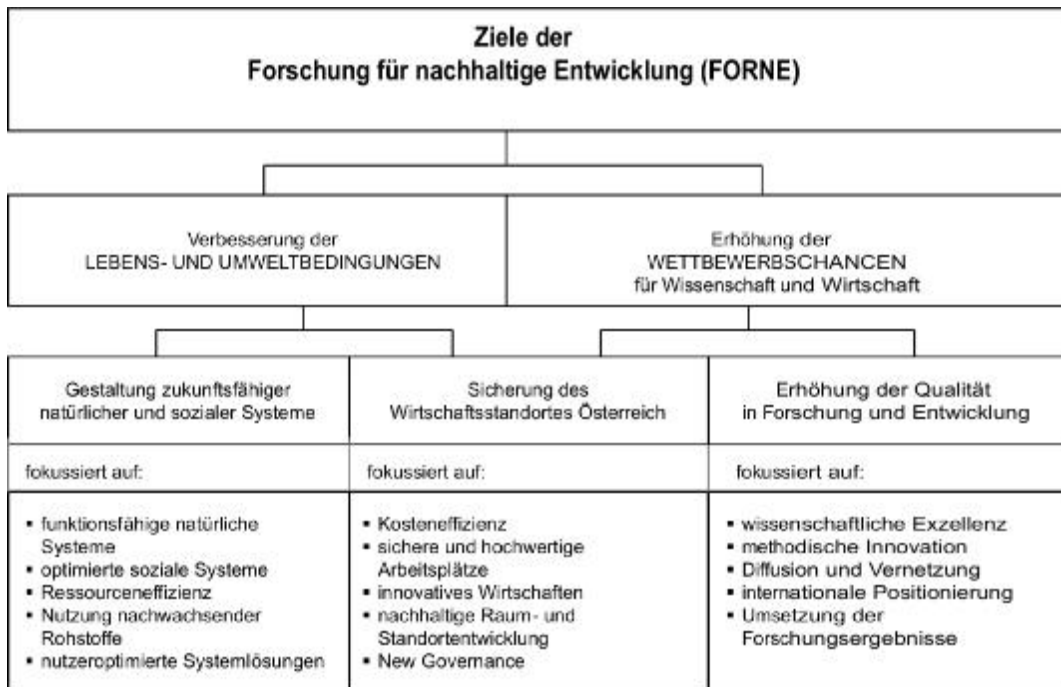 Ziele der
Forschung für nachhaltige Entwicklung (FORNE)
Verbesserung der
LEBENS- UND UMWELTBEDINGUNGEN
Erhöhung der
WETTBEWERBSCHANCEN
für Wissenschaft und Wirtschaft
Gestaltung zukunftsfähiger
natürlicher und sozialer Systeme
Sicherung des
Wirtschaftsstandortes Österreich
Erhöhung der Qualität
in Forschung und Entwicklung
fokussiert auf:
fokussiert auf:
fokussiert auf:
▪ funktionsfähige natürliche
Systeme
▪ optimierte soziale Systeme
▪ Ressourceneffizienz
▪ Nutzung nachwachsender
Rohstoffe
▪ nutzeroptimierte Systemlösungen
▪ Kosteneffizienz
▪ sichere und hochwertige
Arbeitsplätze
▪ innovatives Wirtschaften
▪ nachhaltige Raum- und
Standortentwicklung
▪ New Governance
▪ wissenschaftliche Exzellenz
▪ methodische Innovation
▪ Diffusion und Vernetzung
▪ internationale Positionierung
▪ Umsetzung der
Forschungsergebnisse